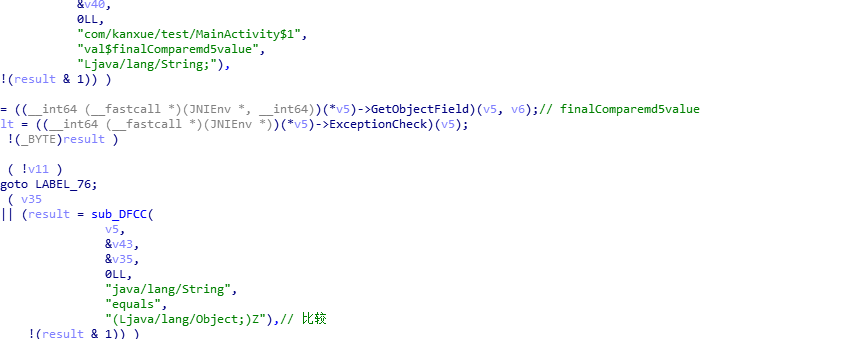 &v40,
0LL,
"com/kanxue/test/MainActivity$1",
"val$finalComparemd5value",
"Ljava/lang/String;"),
!(result & 1)) )
= ((__int64 (__fastcall *)(JNIEnv *, __int64))(*v5)->GetObjectField)(v5, v6);// finalComparemd5value
lt = ((__int64 (__fastcall *)(JNIEnv *))(*v5)->ExceptionCheck)(v5);
!(_BYTE)result )
( !v11 )
goto LABEL_76;
( v35
|| (result = sub_DFCC(
v5,
&v43,
&v35,
0LL,
"java/lang/String",
"equals",
"(Ljava/lang/Object;)Z"),// 比较
!(result & 1)) )